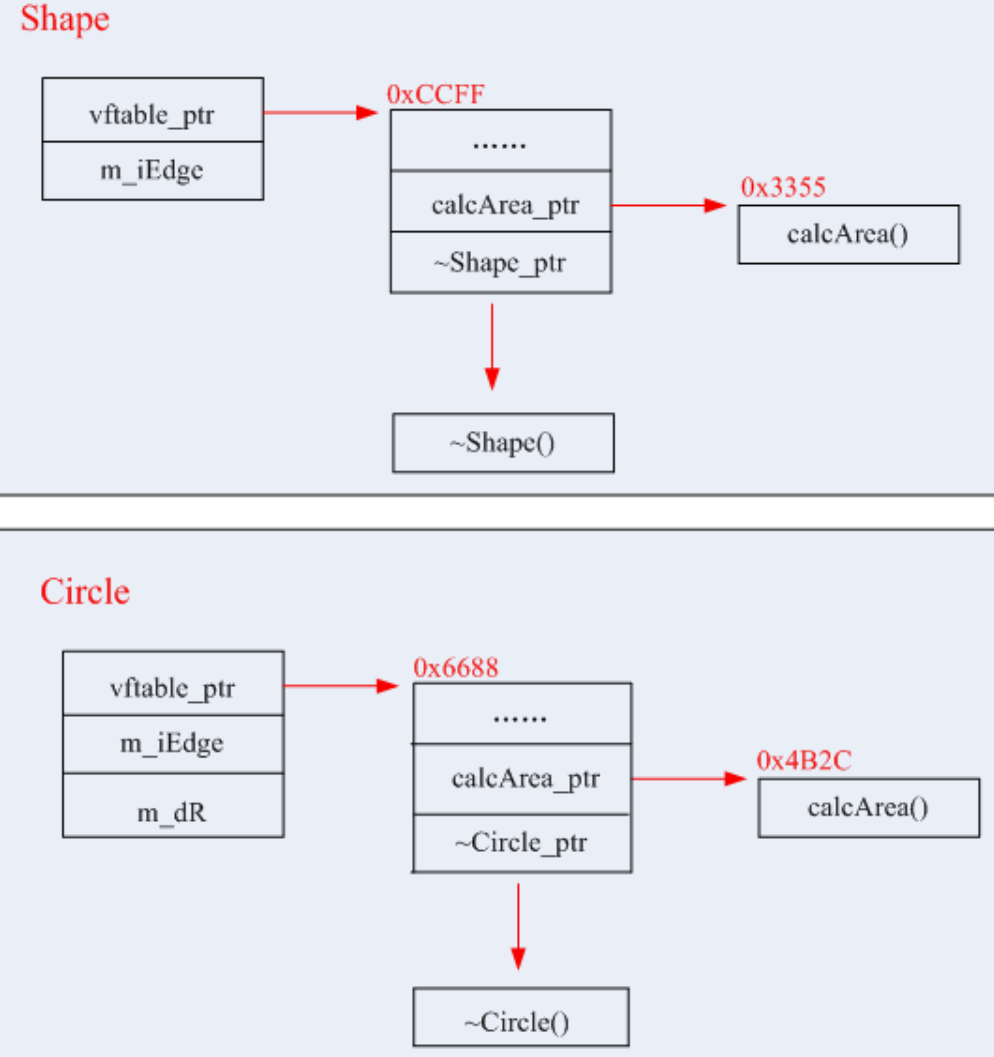 Shape
0xCCFF
vftable_ptr
......
m_iEdge
0x3355
calcArea_ptr
calcArea()
~Shape_ptr
~Shape()
Circle
0x6688
vftable_ptr
......
m_iEdge
0x4B2C
calcArea_ptr
calcArea()
m_dR
~Circle_ptr
~Circle()